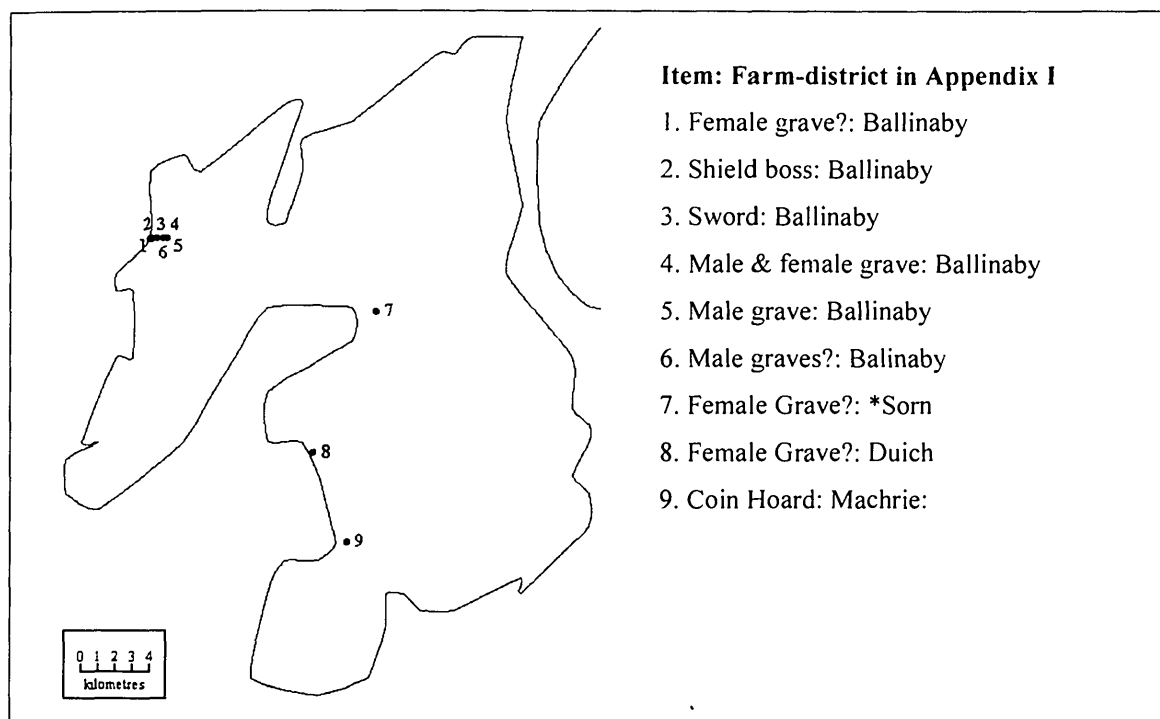 Item: Farm-district in Appendix I
1. Female grave?: Ballinaby
2. Shield boss: Ballinaby
3. Sword: Ballinaby
4. Male & female grave: Ballinaby
5. Male grave: Ballinaby
6. Male graves?: Balinaby
7. Female Grave?: *Sorn
8. Female Grave?: Duich
9. Coin Hoard: Machrie:
2 3 4
1 6 5
7
8
9
0 1 2 3 4
kilometres